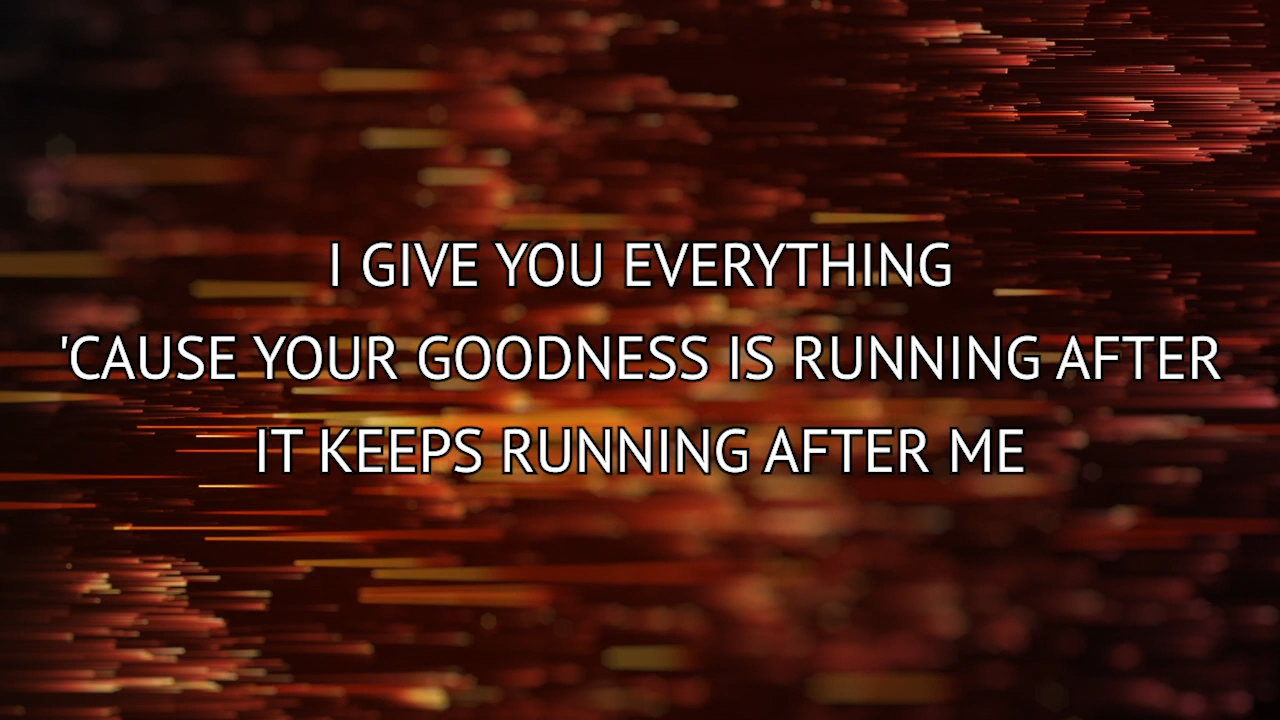 I GIVE YOU EVERYTHING
'CAUSE YOUR GOODNESS IS RUNNING AFTER
IT KEEPS RUNNING AFTER ME